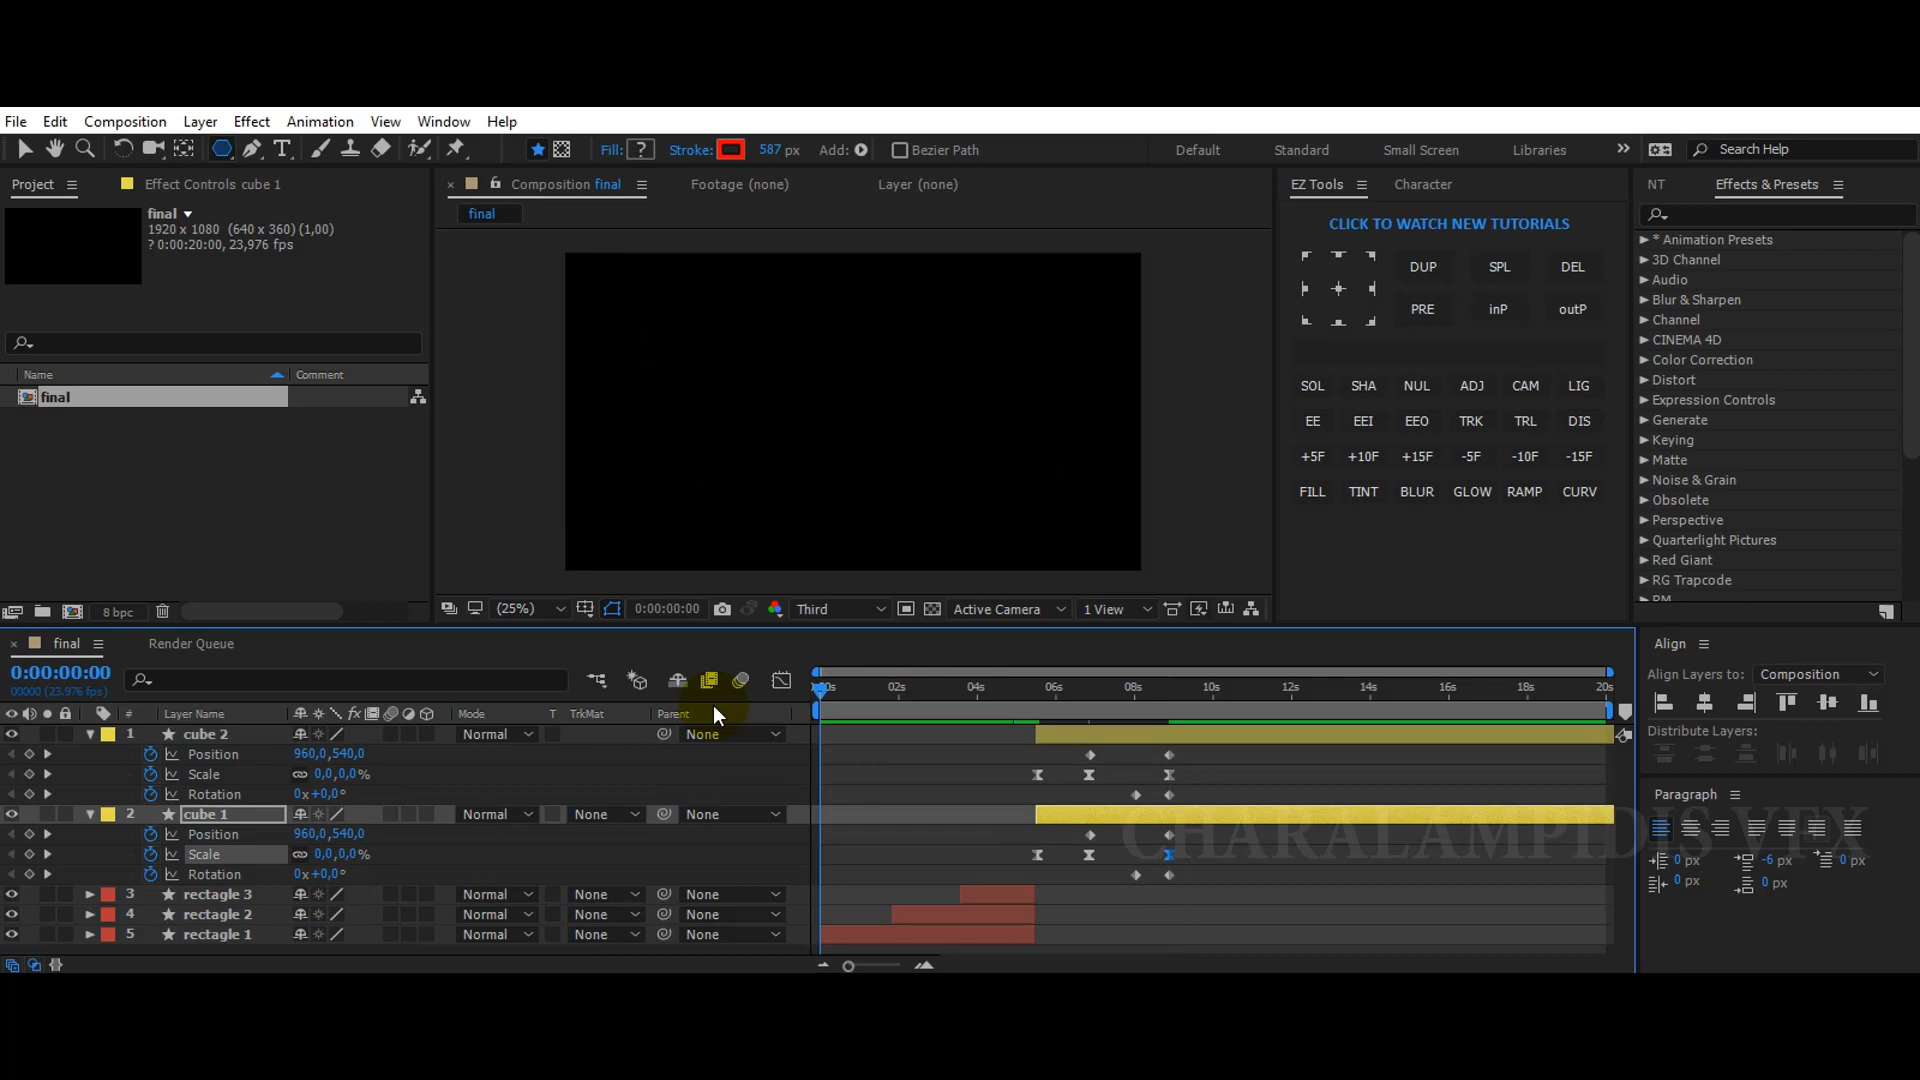 File Edit Composition Layer Effect Animation View Window Help
Fill: ? Stroke: 587 px Add: Bezier Path Default Standard Small Screen Libraries >> Search Help
Project Effect Controls cube 1
final
1920 x 1080 (640 x 360) (1,00)
? 0:00:20:00, 23,976 fps
Name Comment
final
8 bpc
Composition final Footage (none) Layer (none)
final
(25%) 0:00:00:00 Third Active Camera 1 View
EZ Tools Character
CLICK TO WATCH NEW TUTORIALS
DUP SPL DEL
PRE inP outP
SOL SHA NUL ADJ CAM LIG
EE EEI EEO TRK TRL DIS
+5F +10F +15F -5F -10F -15F
FILL TINT BLUR GLOW RAMP CURV
NT Effects & Presets
* Animation Presets
3D Channel
Audio
Blur & Sharpen
Channel
CINEMA 4D
Color Correction
Distort
Expression Controls
Generate
Keying
Matte
Noise & Grain
Obsolete
Perspective
Quarterlight Pictures
Red Giant
RG Trapcode
final Render Queue
0:00:00:00
00000 (23.976 fps)
02s 04s 06s 08s 10s 12s 14s 16s 18s 20s
# Layer Name fx Mode T TrkMat Parent
1 cube 2 Normal None
Position 960,0,540,0
Scale 0,0,0,0%
Rotation 0x+0,0°
2 cube 1 Normal None None
Position 960,0,540,0
Scale 0,0,0,0%
Rotation 0x+0,0°
3 rectagle 3 Normal None None
4 rectagle 2 Normal None None
5 rectagle 1 Normal None None
Align
Align Layers to: Composition
Distribute Layers:
Paragraph
0 px -6 px 0 px
0 px 0 px
CHARALAMPIDIS VFX